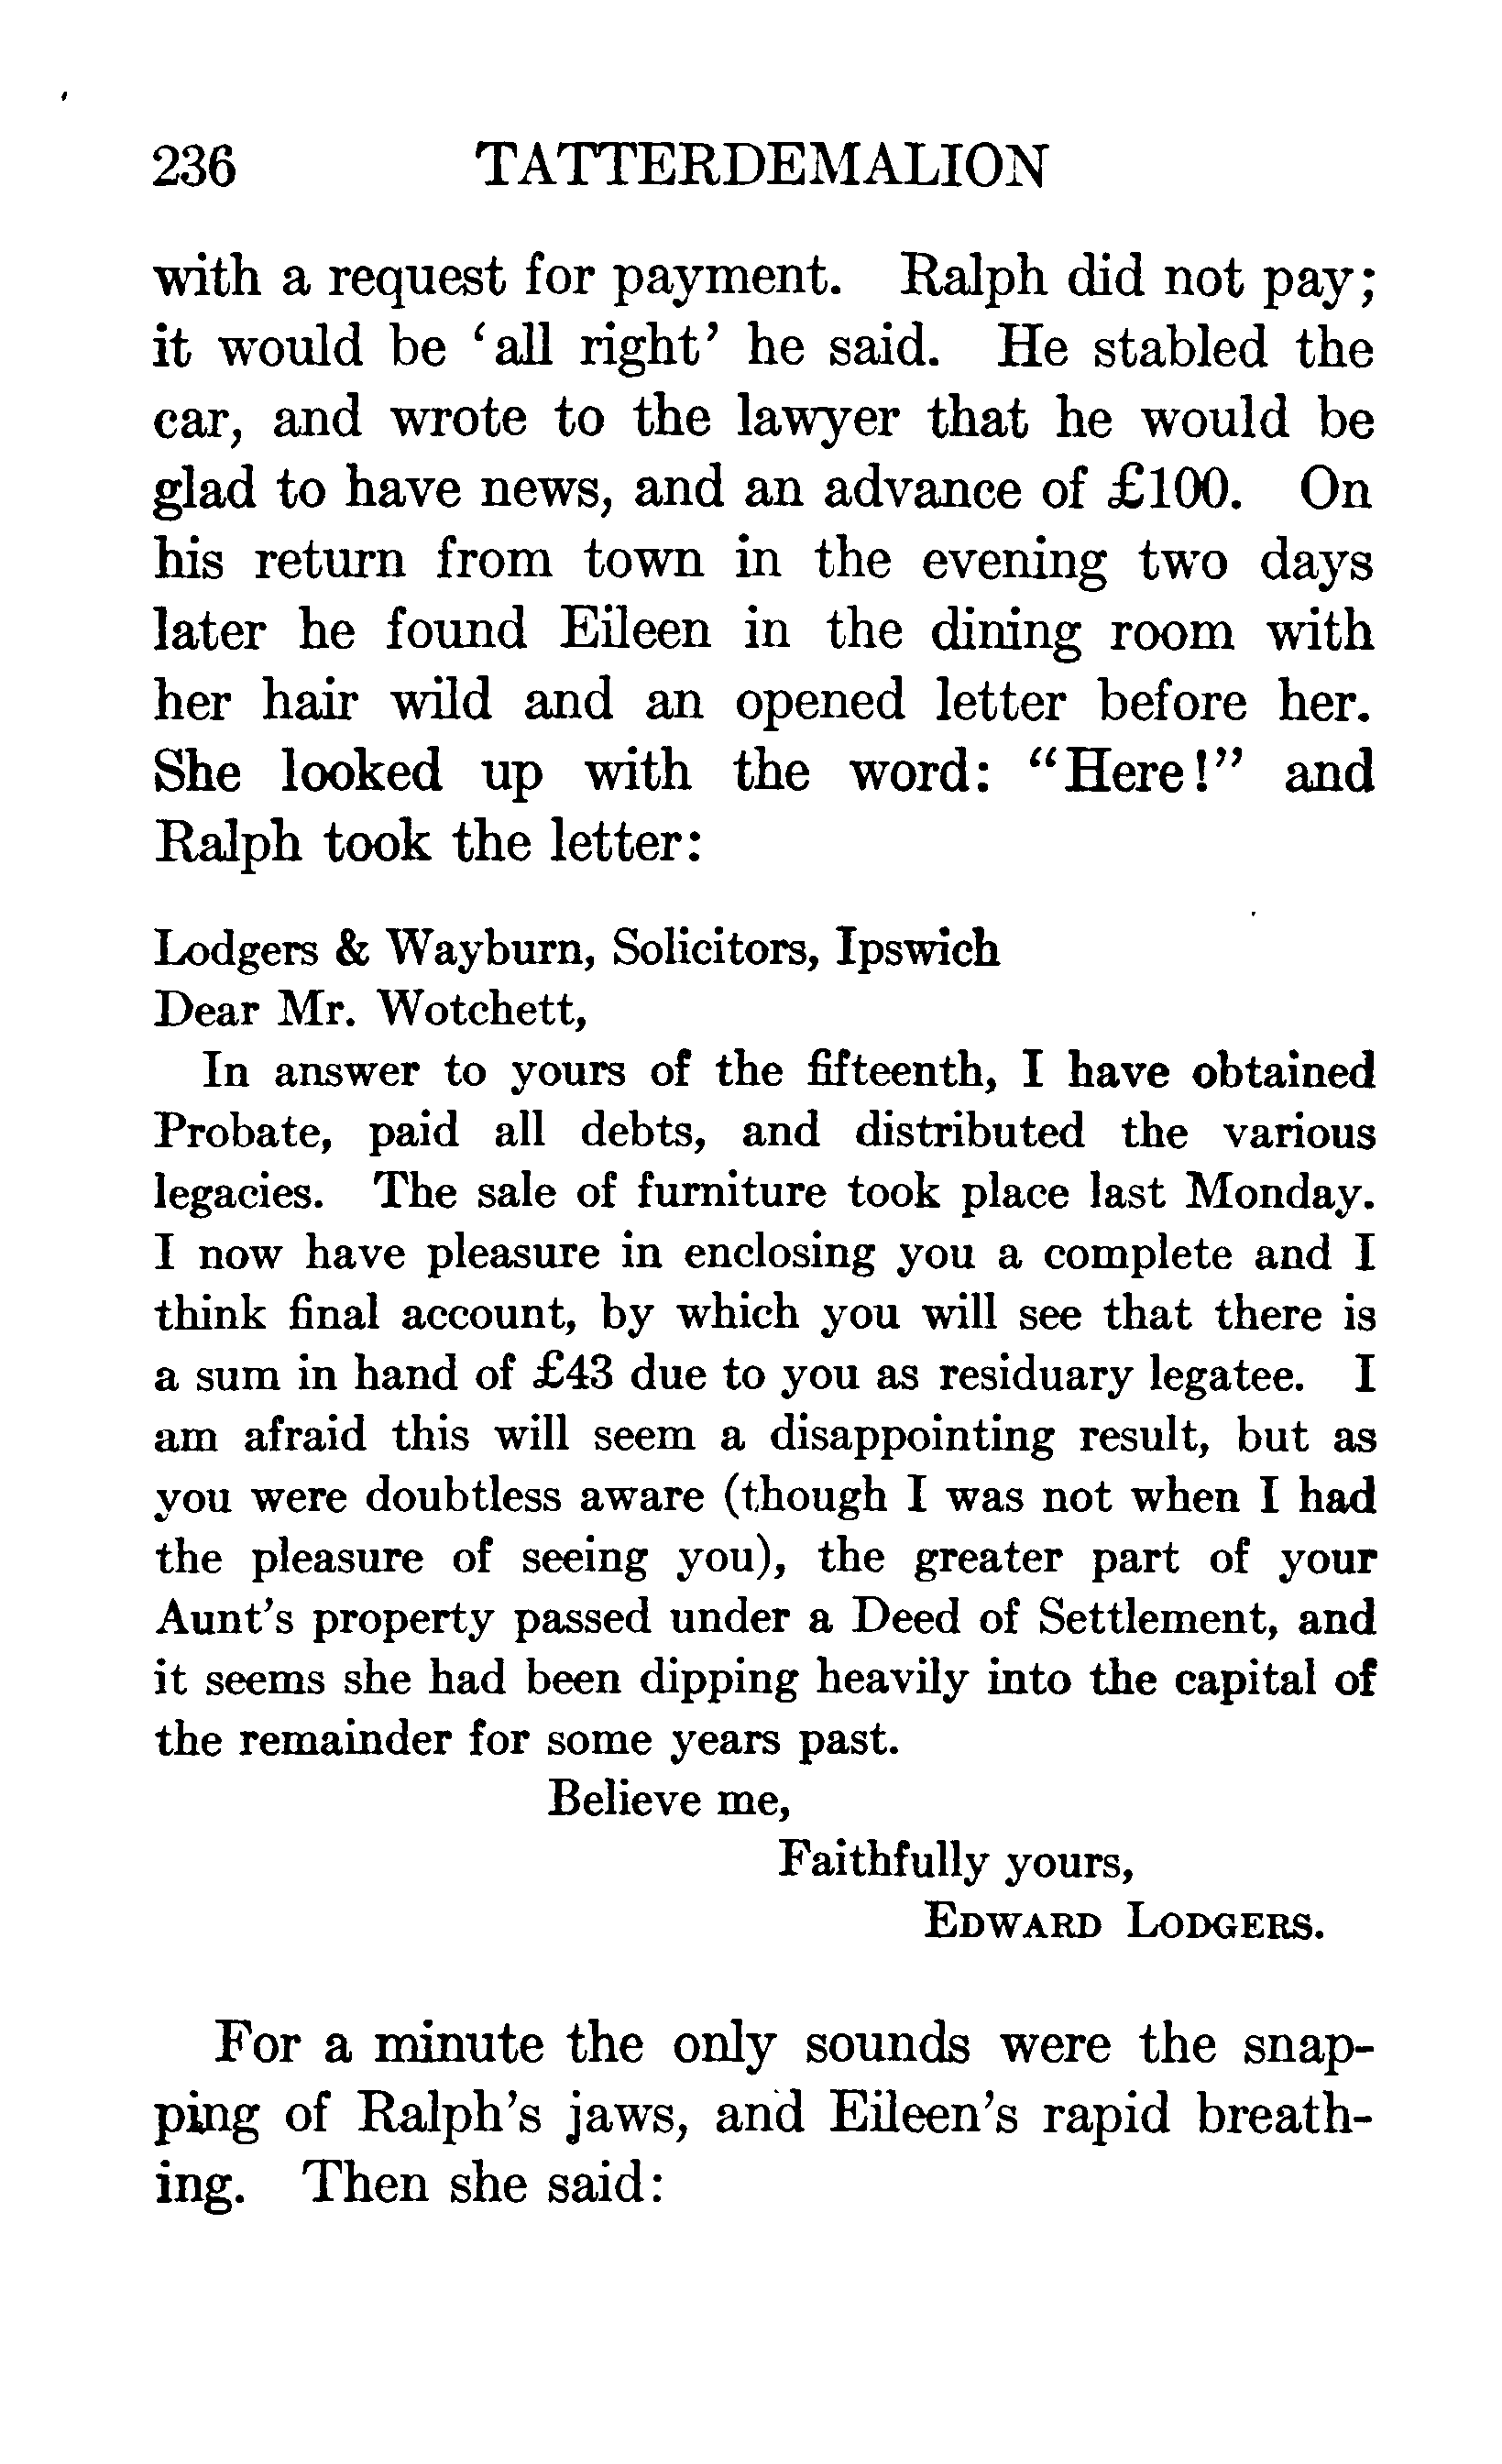 236 TATTERDEMALION
with a request for payment. Ralph did not pay;
it would be ‘all right’ he said. He stabled the
car, and wrote to the lawyer that he would be
glad to have news, and an advance of £100. On
his return from town in the evening two days
later he found Eileen in the dining room with
her hair wild and an opened letter before her.
She looked up with the word: “Here!” and
Ralph took the letter:
Lodgers & Wayburn, Solicitors, Ipswich
Dear Mr. Wotchett,
In answer to yours of the fifteenth, I have obtained
Probate, paid all debts, and distributed the various
legacies. The sale of furniture took place last Monday.
I now have pleasure in enclosing you a complete and I
think final account, by which you will see that there is
a sum in hand of £43 due to you as residuary legatee. I
am afraid this will seem a disappointing result, but as
you were doubtless aware (though I was not when I had
the pleasure of seeing you), the greater part of your
Aunt’s property passed under a Deed of Settlement, and
it seems she had been dipping heavily into the capital of
the remainder for some years past.
Believe me,
Faithfully yours,
EDWARD LODGERS.
For a minute the only sounds were the snap-
ping of Ralph’s jaws, and Eileen’s rapid breath-
ing. Then she said: